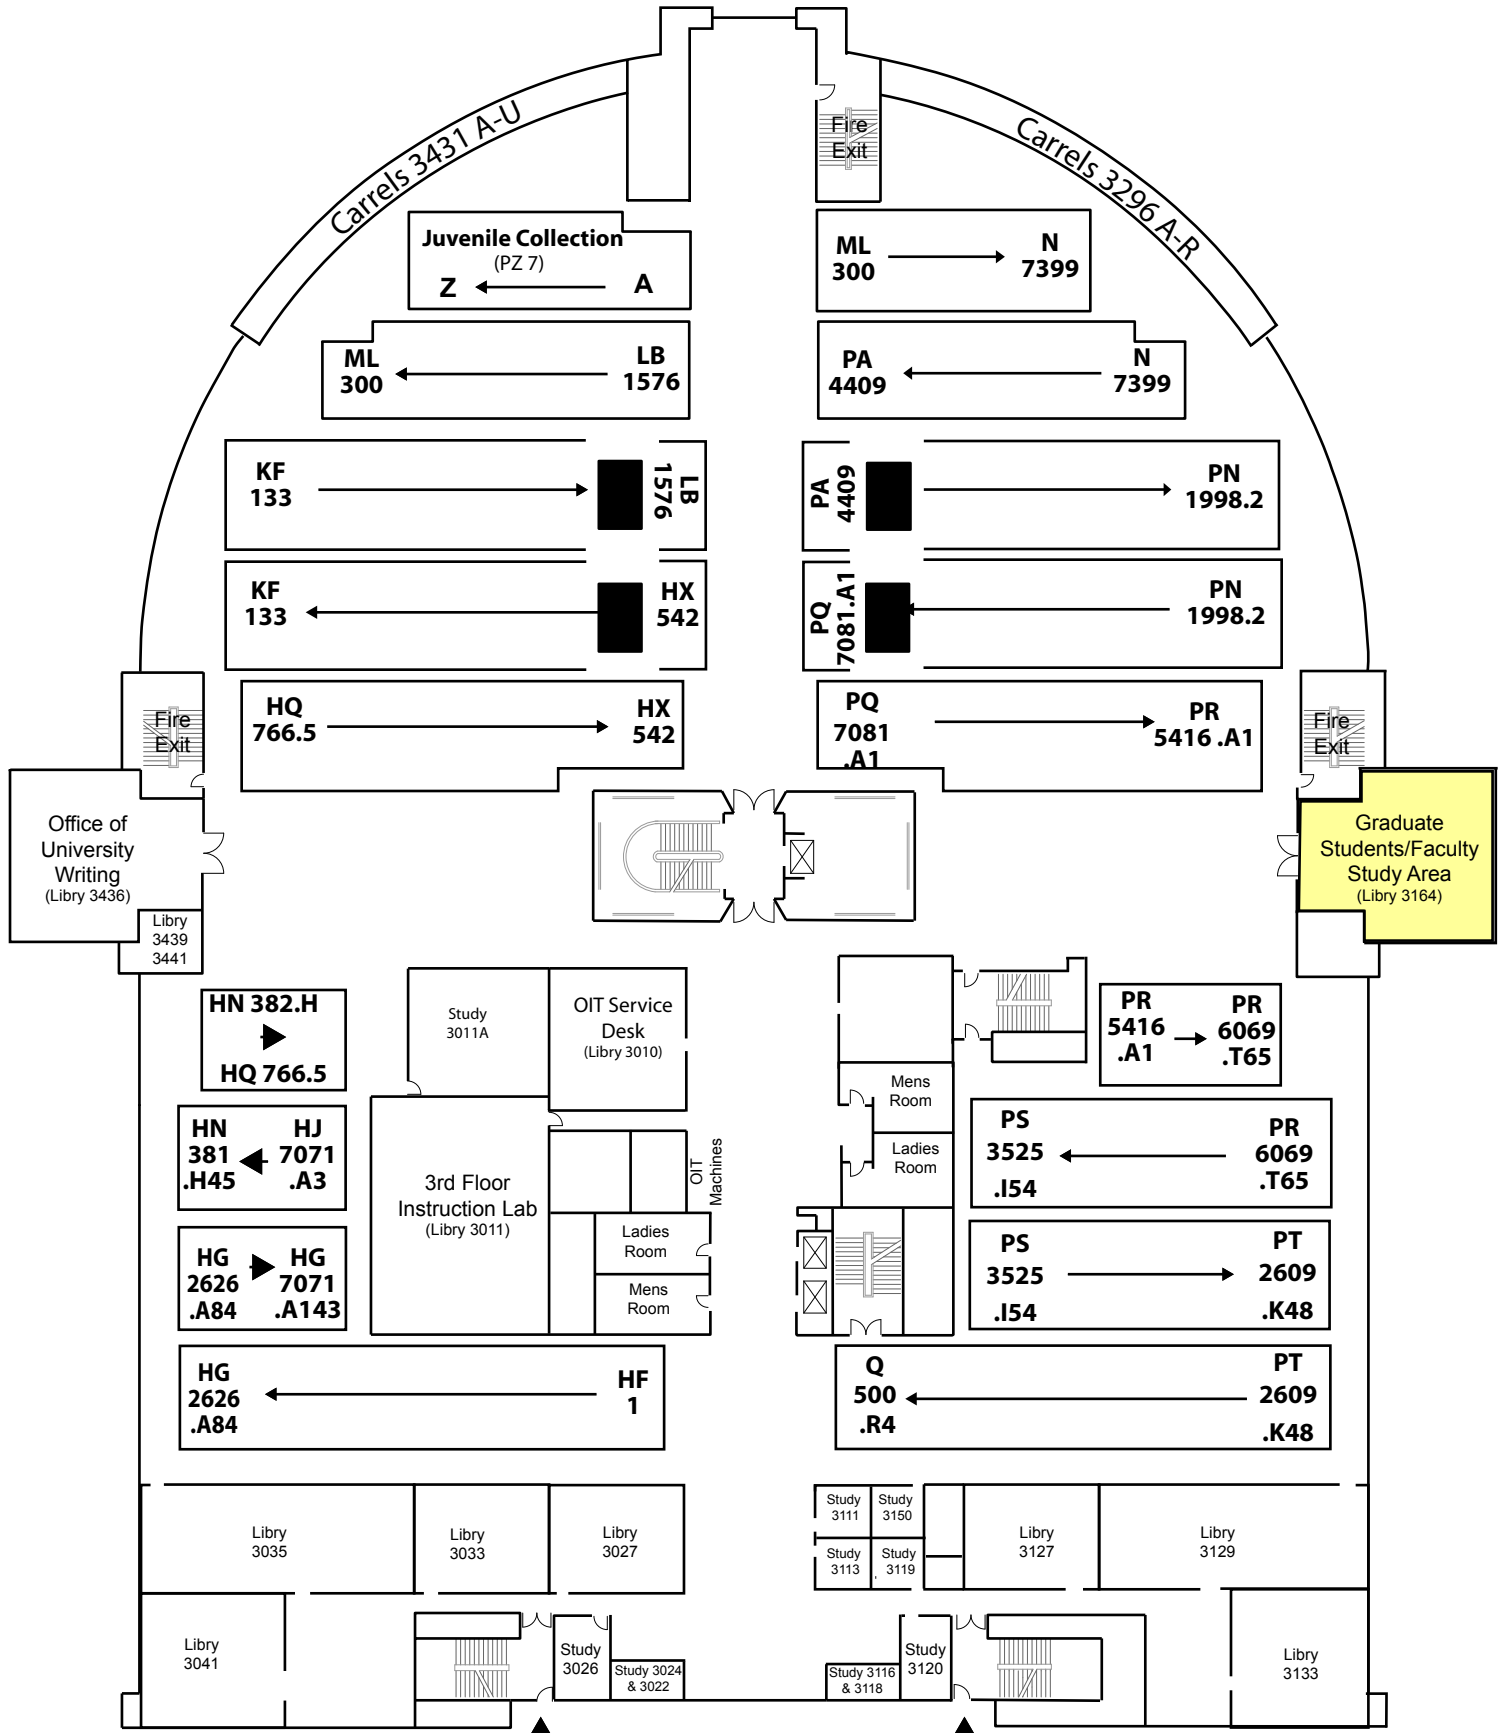 Carrels 3431 A-U
Carrels 3296 A-R
Fire
Exit
Juvenile Collection
(PZ 7)
Z
A
ML
300
N
7399
ML
300
LB
1576
PA
4409
N
7399
KF
133
LB
1576
PA
4409
PN
1998.2
KF
133
HX
542
PQ
7081.A1
PN
1998.2
HQ
766.5
HX
542
PQ
7081
.A1
PR
5416 .A1
Fire
Exit
Fire
Exit
Office of
University
Writing
(Libry 3436)
Libry
3439
3441
Graduate
Students/Faculty
Study Area
(Libry 3164)
HN 382.H
HQ 766.5
Study
3011A
OIT Service
Desk
(Libry 3010)
PR
5416
.A1
PR
6069
.T65
Mens
Room
Ladies
Room
HN
381
.H45
HJ
7071
.A3
3rd Floor
Instruction Lab
(Libry 3011)
OIT
Machines
PS
3525
.I54
PR
6069
.T65
Ladies
Room
Mens
Room
HG
2626
.A84
HG
7071
.A143
PS
3525
.I54
PT
2609
.K48
HG
2626
.A84
HF
1
Q
500
.R4
PT
2609
.K48
Libry
3035
Libry
3033
Libry
3027
Study
3111
Study
3150
Study
3113
Study
3119
Libry
3127
Libry
3129
Libry
3041
Study
3026
Study 3024
& 3022
Study 3116
& 3118
Study
3120
Libry
3133